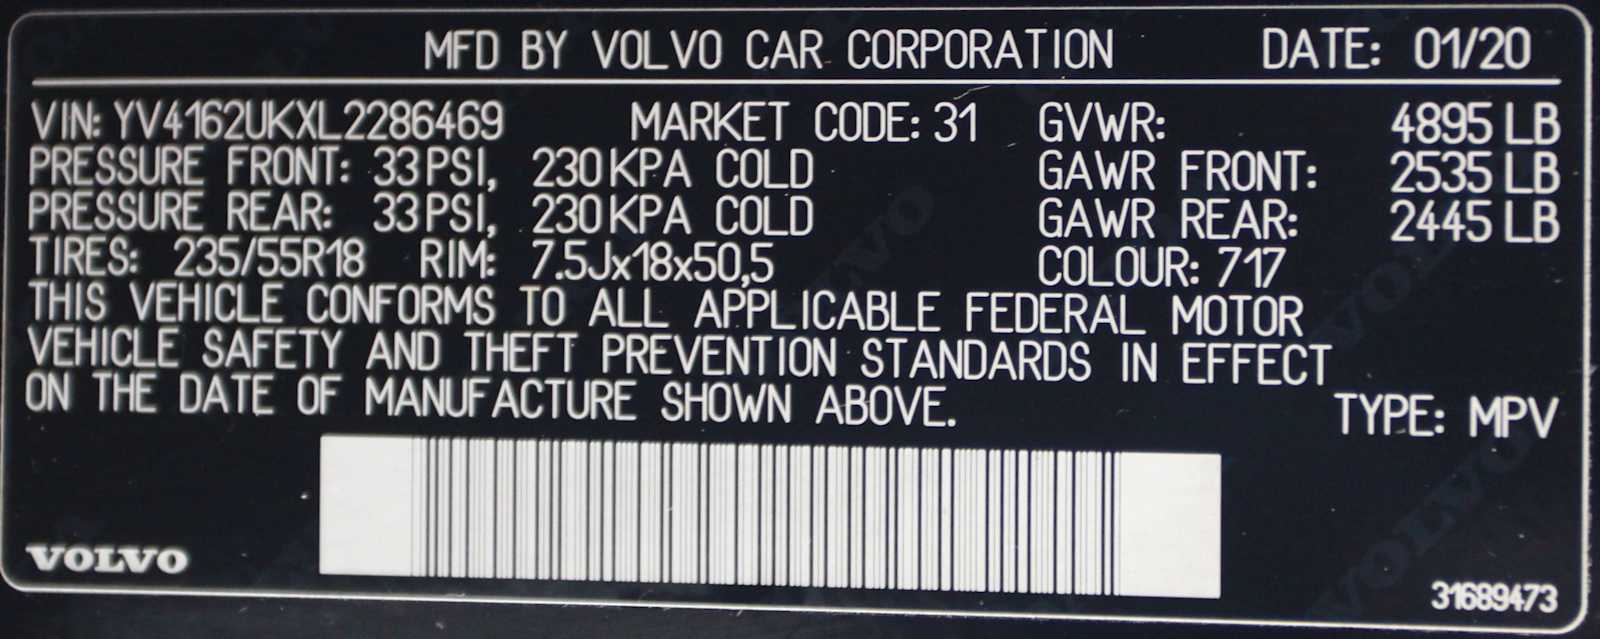 MFD BY VOLVO CAR CORPORATION DATE: 01/20
VIN: YV4162UKXL2286469 MARKET CODE: 31 GVWR: 4895 LB
PRESSURE FRONT: 33 PSI, 230 KPA COLD GAWR FRONT: 2535 LB
PRESSURE REAR: 33 PSI, 230 KPA COLD GAWR REAR: 2445 LB
TIRES: 235/55R18 RIM: 7.5Jx18x50,5 COLOUR: 717
THIS VEHICLE CONFORMS TO ALL APPLICABLE FEDERAL MOTOR
VEHICLE SAFETY AND THEFT PREVENTION STANDARDS IN EFFECT
ON THE DATE OF MANUFACTURE SHOWN ABOVE. TYPE: MPV
VOLVO
31689473